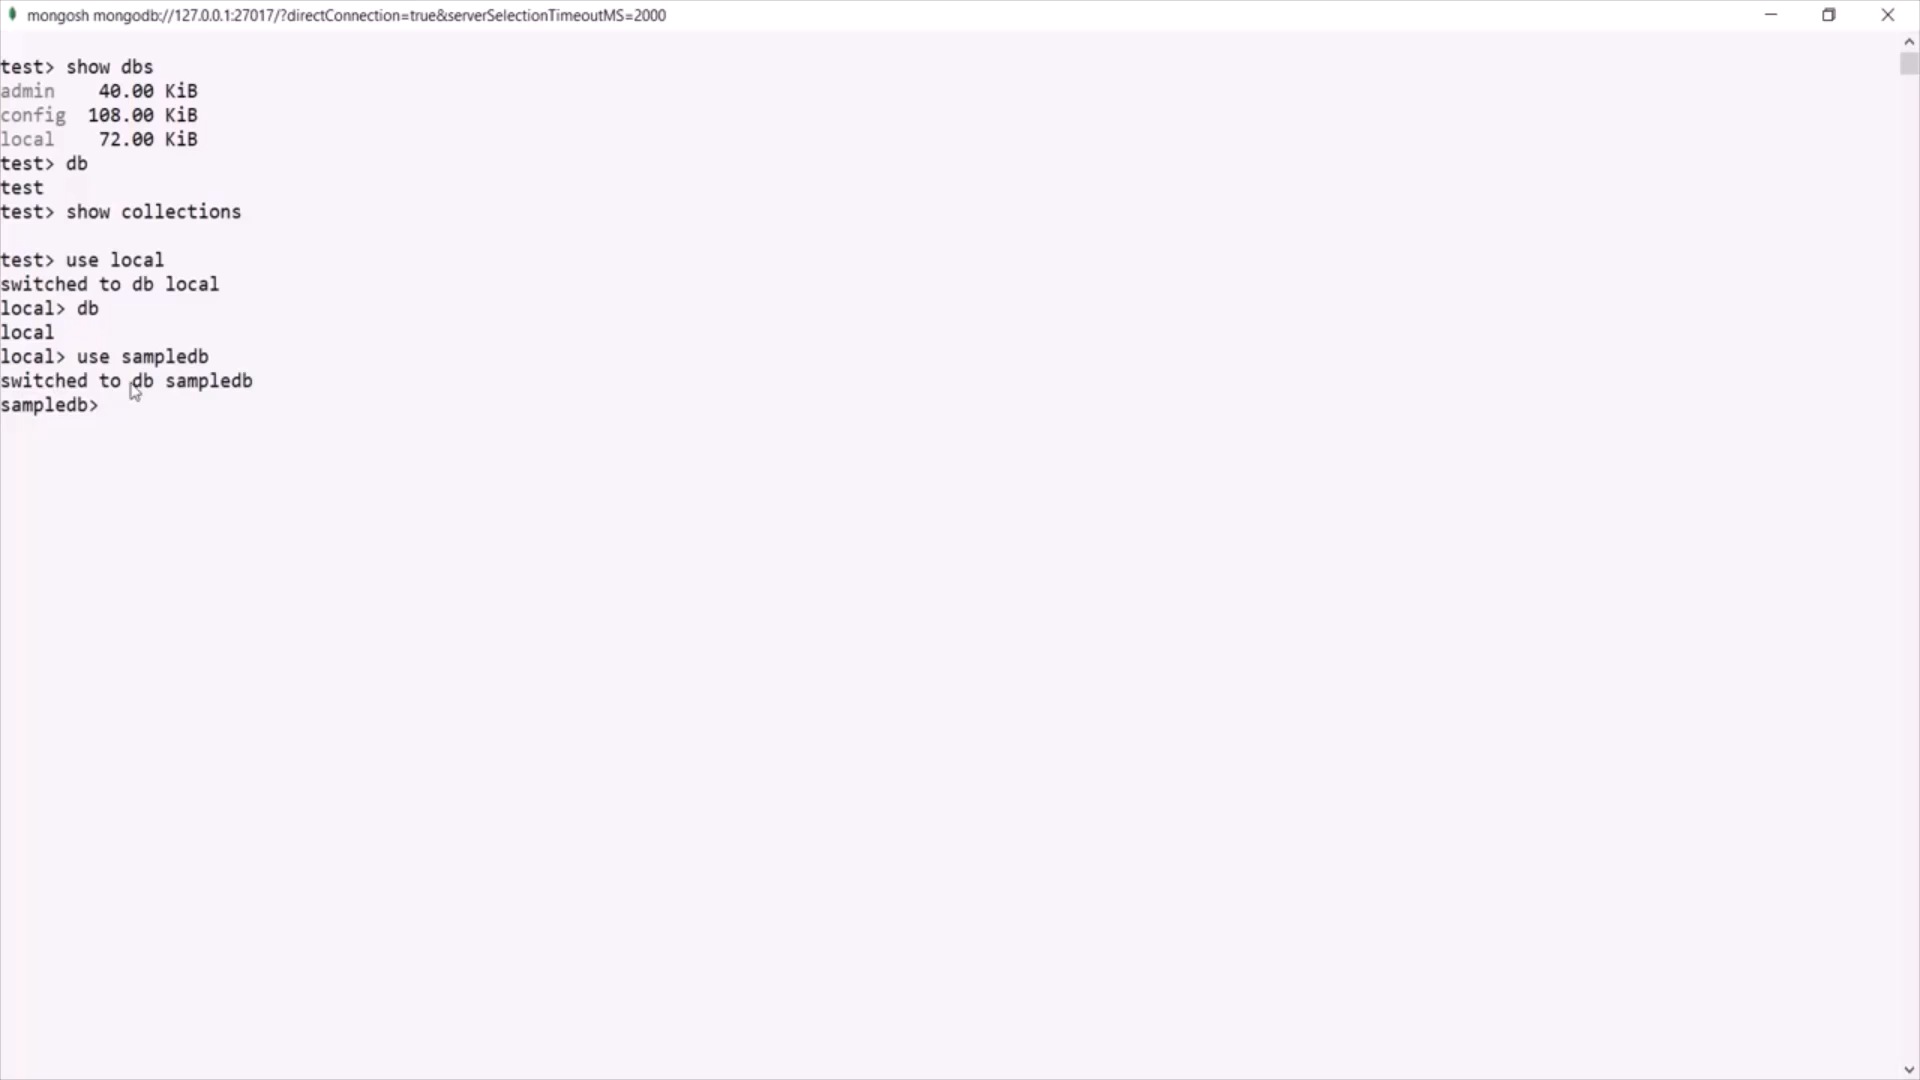 mongosh mongodb://127.0.0.1:27017/?directConnection=true&serverSelectionTimeoutMS=2000
test> show dbs
admin    40.00 KiB
config  108.00 KiB
local    72.00 KiB
test> db
test
test> show collections
test> use local
switched to db local
local> db
local
local> use sampledb
switched to db sampledb
sampledb>